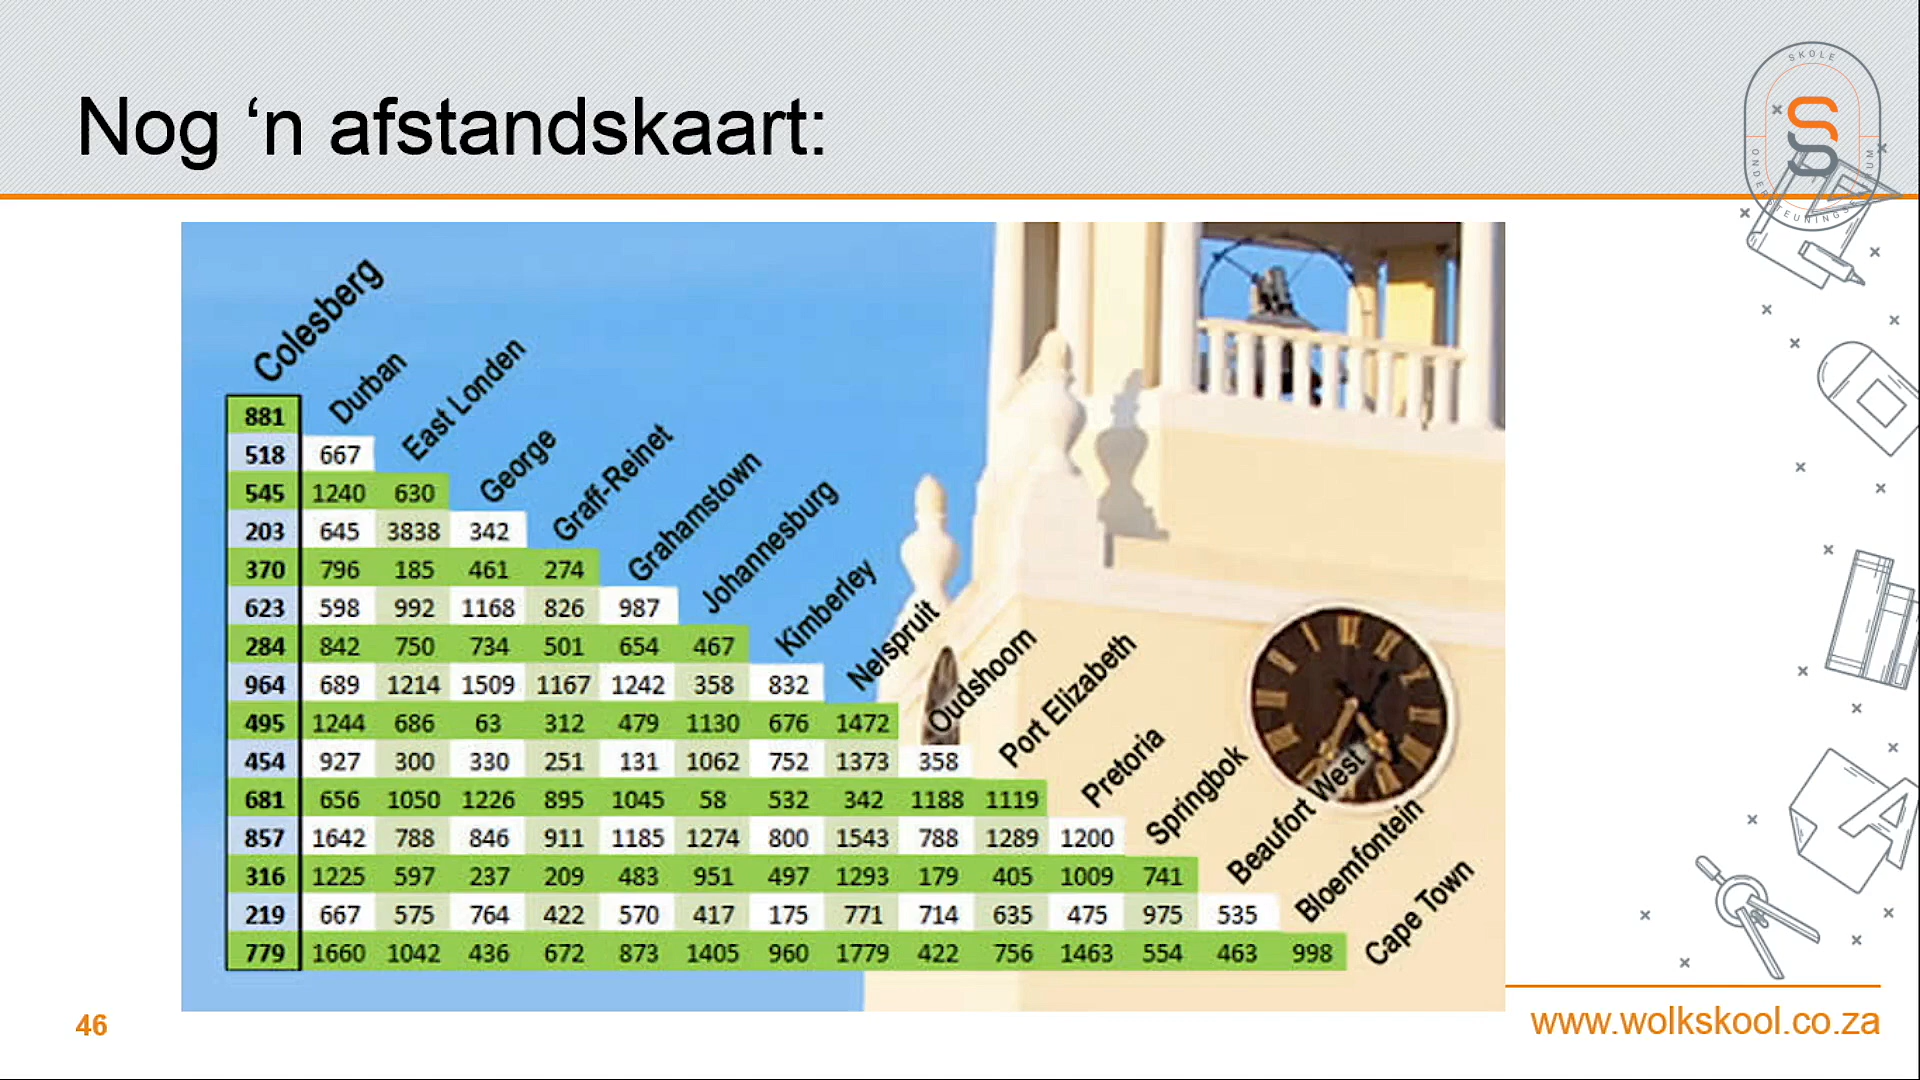 Nog ‘n afstandskaart:
SKOLE
ONDERSTEUNINGSENTRUM
Colesberg
881 Durban
518 667 East Londen
545 1240 630 George
203 645 3838 342 Graff-Reinet
370 796 185 461 274 Grahamstown
623 598 992 1168 826 987 Johannesburg
284 842 750 734 501 654 467 Kimberley
964 689 1214 1509 1167 1242 358 832 Nelspruit
495 1244 686 63 312 479 1130 676 1472 Oudshoorn
454 927 300 330 251 131 1062 752 1373 358 Port Elizabeth
681 656 1050 1226 895 1045 58 532 342 1188 1119 Pretoria
857 1642 788 846 911 1185 1274 800 1543 788 1289 1200 Springbok
316 1225 597 237 209 483 951 497 1293 179 405 1009 741 Beaufort West
219 667 575 764 422 570 417 175 771 714 635 475 975 535 Bloemfontein
779 1660 1042 436 672 873 1405 960 1779 422 756 1463 554 463 998 Cape Town
46
www.wolkskool.co.za